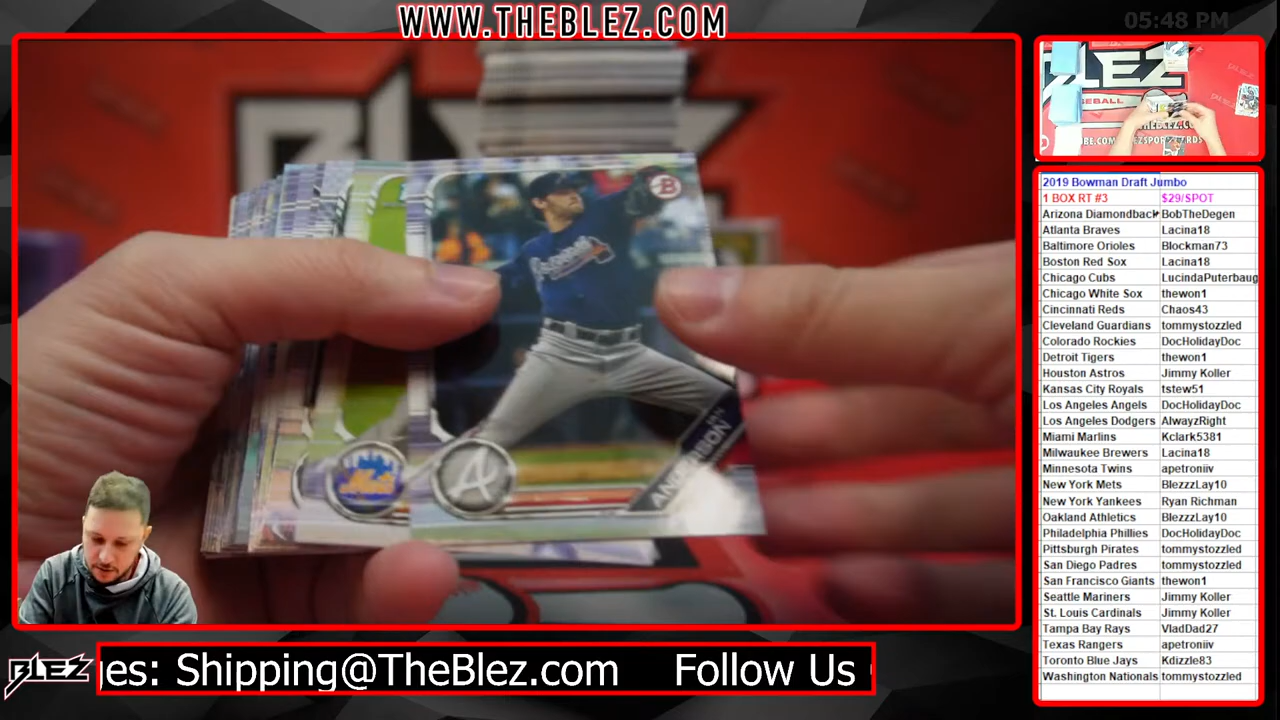 WWW.THEBLEZ.COM
05:48 PM
BLEZ
Braves
B
A
ANDERSON
2019 Bowman Draft Jumbo
1 BOX RT #3 $29/SPOT
Arizona Diamondback BobTheDegen
Atlanta Braves Lacina18
Baltimore Orioles Blockman73
Boston Red Sox Lacina18
Chicago Cubs LucindaPuterbaug
Chicago White Sox thewon1
Cincinnati Reds Chaos43
Cleveland Guardians tommystozzled
Colorado Rockies DocHolidayDoc
Detroit Tigers thewon1
Houston Astros Jimmy Koller
Kansas City Royals tstew51
Los Angeles Angels DocHolidayDoc
Los Angeles Dodgers AlwayzRight
Miami Marlins Kclark5381
Milwaukee Brewers Lacina18
Minnesota Twins apetroniiv
New York Mets BlezzzLay10
New York Yankees Ryan Richman
Oakland Athletics BlezzzLay10
Philadelphia Phillies DocHolidayDoc
Pittsburgh Pirates tommystozzled
San Diego Padres tommystozzled
San Francisco Giants thewon1
Seattle Mariners Jimmy Koller
St. Louis Cardinals Jimmy Koller
Tampa Bay Rays VladDad27
Texas Rangers apetroniiv
Toronto Blue Jays Kdizzle83
Washington Nationals tommystozzled
BLEZ
ges: Shipping@TheBlez.com Follow Us